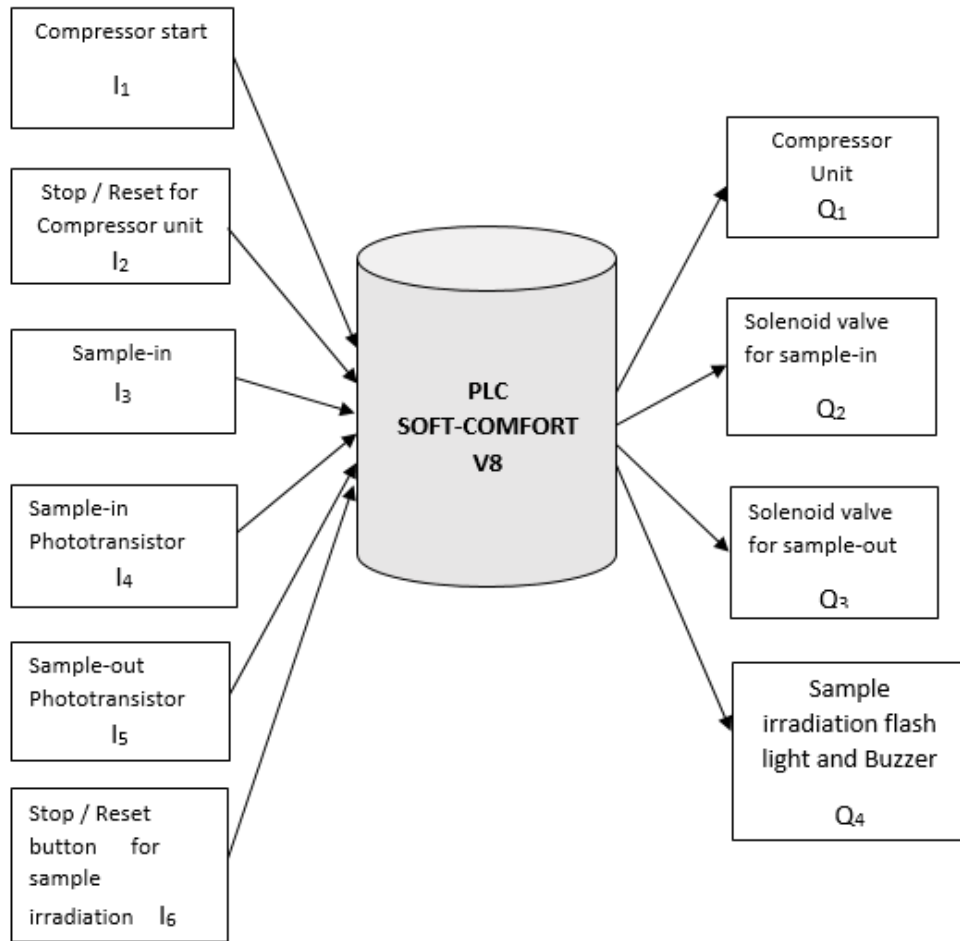 Compressor start
I₁
Stop / Reset for
Compressor unit
I₂
Sample-in
I₃
Sample-in
Phototransistor
I₄
Sample-out
Phototransistor
I₅
Stop / Reset
button for
sample
irradiation I₆
PLC
SOFT-COMFORT
V8
Compressor
Unit
Q₁
Solenoid valve
for sample-in
Q₂
Solenoid valve
for sample-out
Q₃
Sample
irradiation flash
light and Buzzer
Q₄